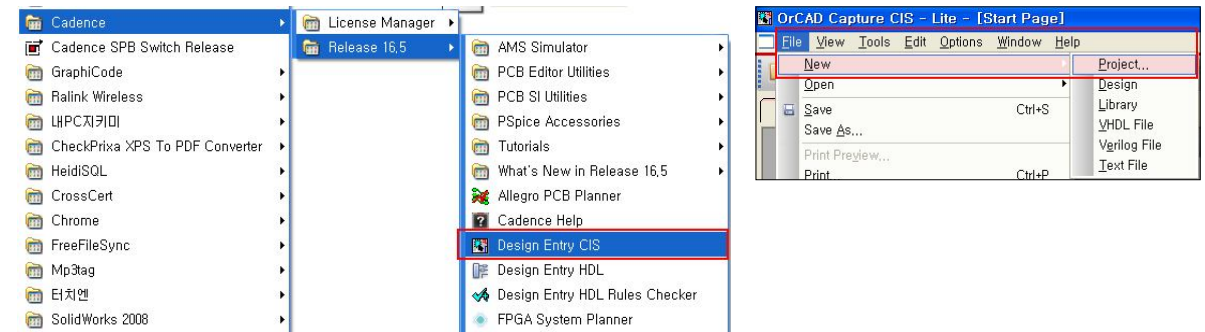 Cadence
Cadence SPB Switch Release
GraphiCode
Ralink Wireless
내PC지키미
CheckPrixa XPS To PDF Converter
HeidiSQL
CrossCert
Chrome
FreeFileSync
Mp3tag
터치엔
SolidWorks 2008
License Manager
Release 16,5
AMS Simulator
PCB Editor Utilities
PCB SI Utilities
PSpice Accessories
Tutorials
What's New in Release 16,5
Allegro PCB Planner
Cadence Help
Design Entry CIS
Design Entry HDL
Design Entry HDL Rules Checker
FPGA System Planner
OrCAD Capture CIS - Lite - [Start Page]
File View Tools Edit Options Window Help
New
Open
Save Ctrl+S
Save As...
Print Preview...
Print... Ctrl+P
Project...
Design
Library
VHDL File
Verilog File
Text File